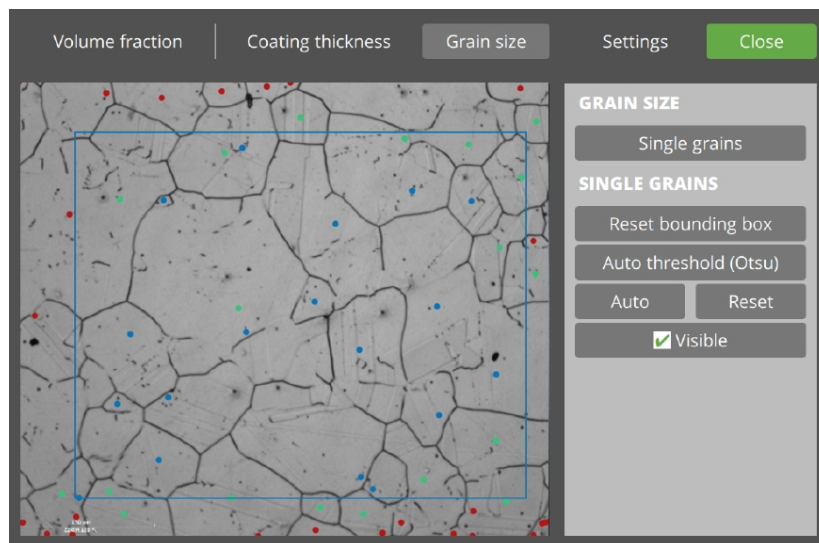 Volume fraction
Coating thickness
Grain size
Settings
Close
GRAIN SIZE
Single grains
SINGLE GRAINS
Reset bounding box
Auto threshold (Otsu)
Auto
Reset
Visible